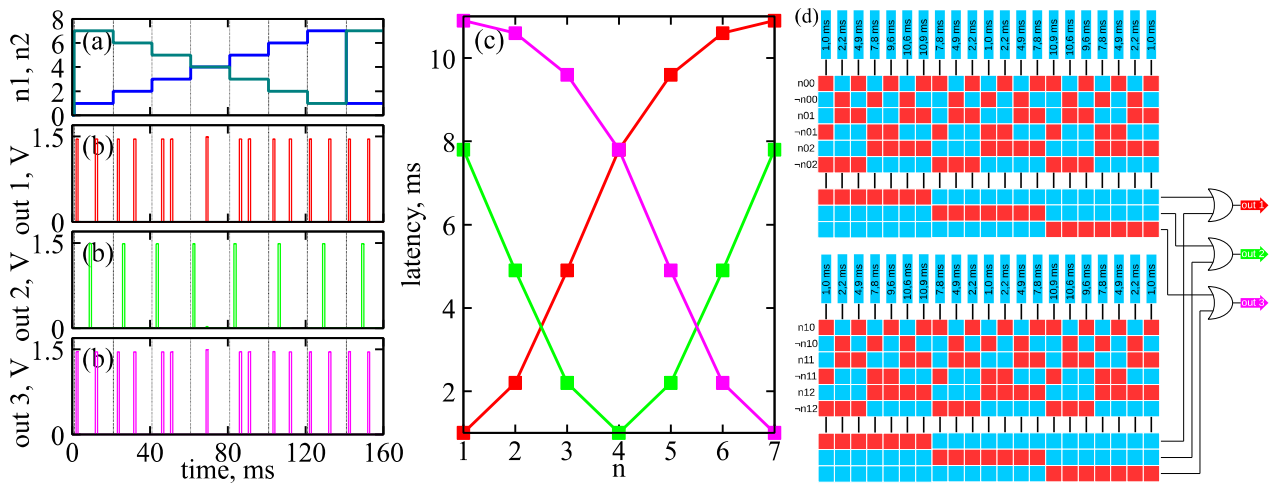 (a)
n1, n2
8
6
4
2
0
(b)
out 1, V
1.5
0
(b)
out 2, V
1.5
0
(b)
out 3, V
1.5
0
0
40
80
120
160
time, ms
(c)
latency, ms
10
8
6
4
2
1
2
3
4
5
6
7
n
(d)
1.0 ms 2.2 ms 4.9 ms 7.8 ms 9.6 ms 10.6 ms 10.9 ms 7.8 ms 4.9 ms 2.2 ms 1.0 ms 2.2 ms 4.9 ms 7.8 ms 10.9 ms 10.6 ms 9.6 ms 7.8 ms 4.9 ms 2.2 ms 1.0 ms
n00
¬n00
n01
¬n01
n02
¬n02
out 1
out 2
out 3
1.0 ms 2.2 ms 4.9 ms 7.8 ms 9.6 ms 10.6 ms 10.9 ms 7.8 ms 4.9 ms 2.2 ms 1.0 ms 2.2 ms 4.9 ms 7.8 ms 10.9 ms 10.6 ms 9.6 ms 7.8 ms 4.9 ms 2.2 ms 1.0 ms
n10
¬n10
n11
¬n11
n12
¬n12